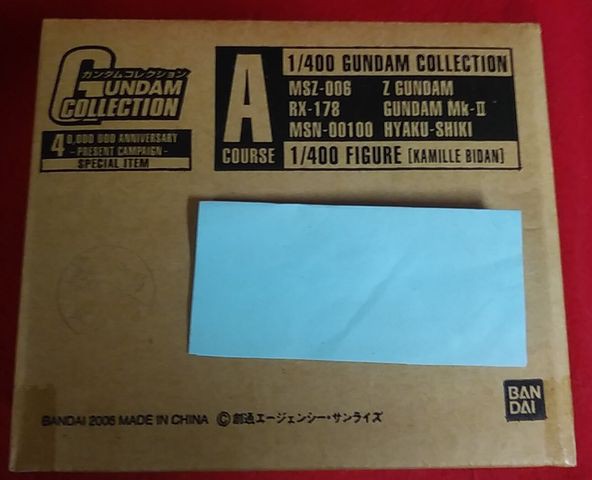 ガンダムコレクション
GUNDAM
COLLECTION
40,000,000 ANNIVERSARY
-PRESENT CAMPAIGN-
SPECIAL ITEM
A
COURSE
1/400 GUNDAM COLLECTION
MSZ-006 Z GUNDAM
RX-178 GUNDAM Mk-II
MSN-00100 HYAKU-SHIKI
1/400 FIGURE [KAMILLE BIDAN]
BANDAI 2006 MADE IN CHINA © 創通エージェンシー・サンライズ
BAN
DAI